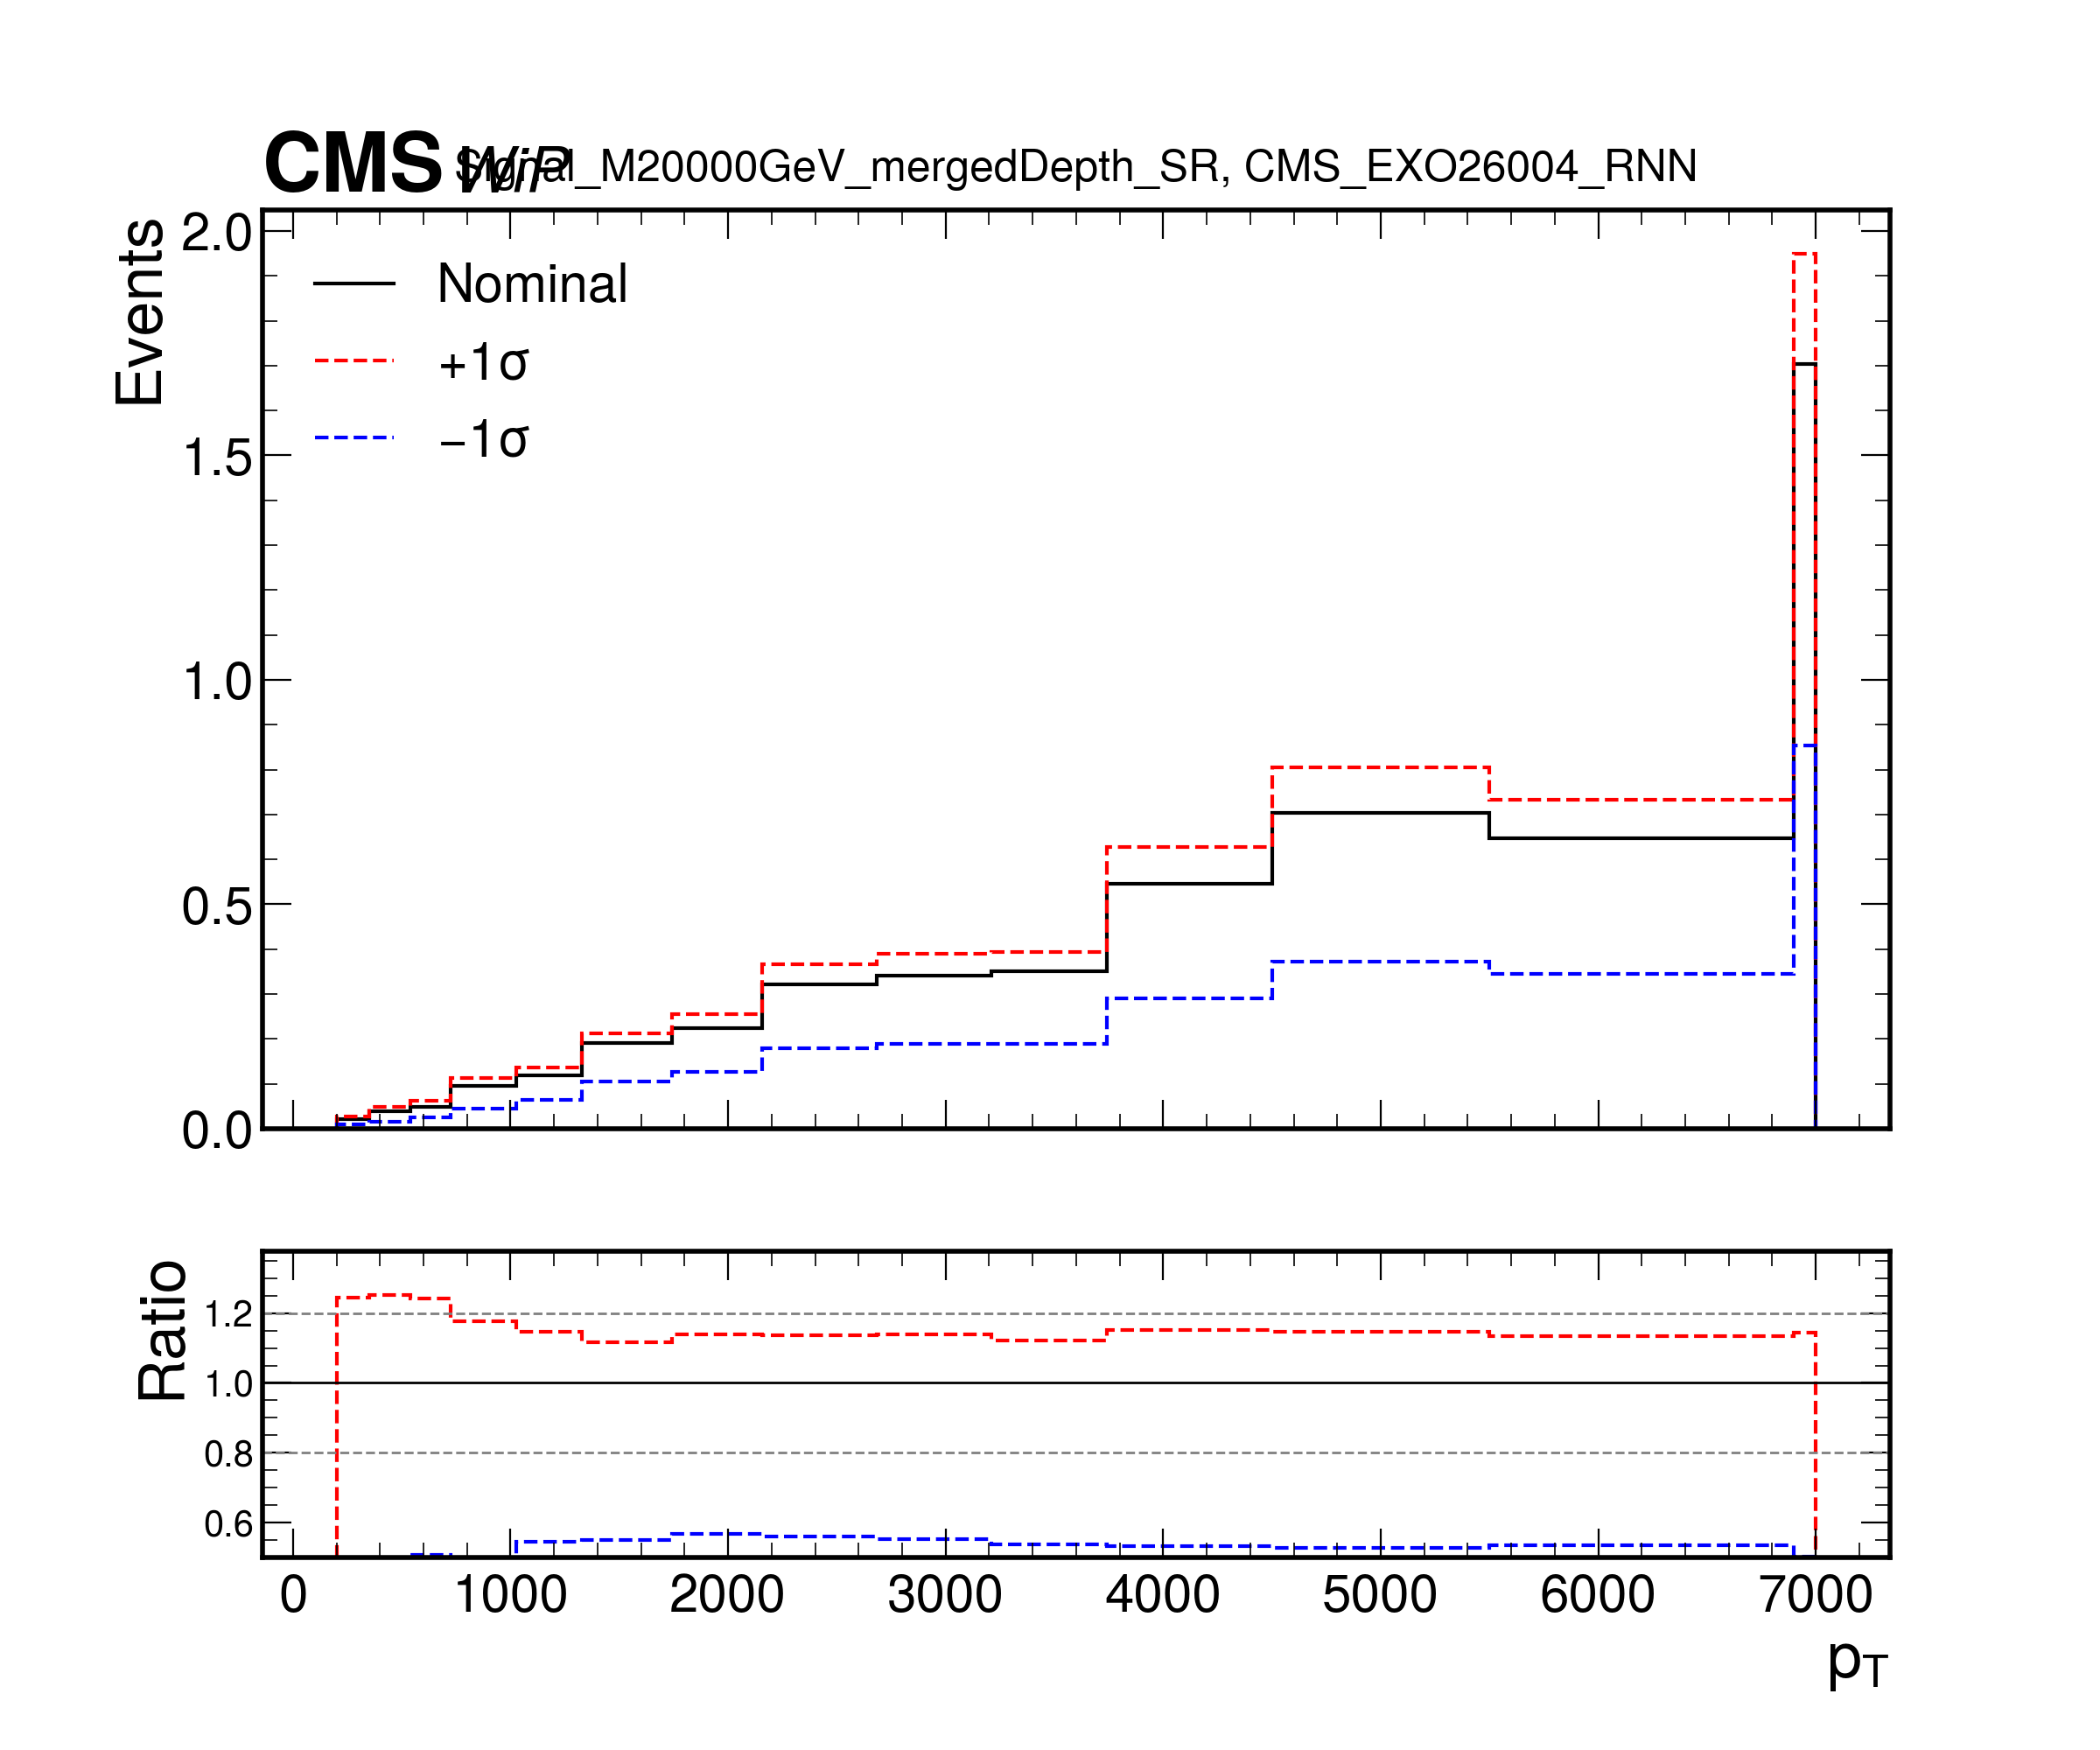 CMS WiP Signal_M20000GeV_mergedDepth_SR, CMS_EXO26004_RNN
Events
2.0
1.5
1.0
0.5
0.0
Nominal
+1σ
−1σ
Ratio
1.2
1.0
0.8
0.6
0 1000 2000 3000 4000 5000 6000 7000
pT